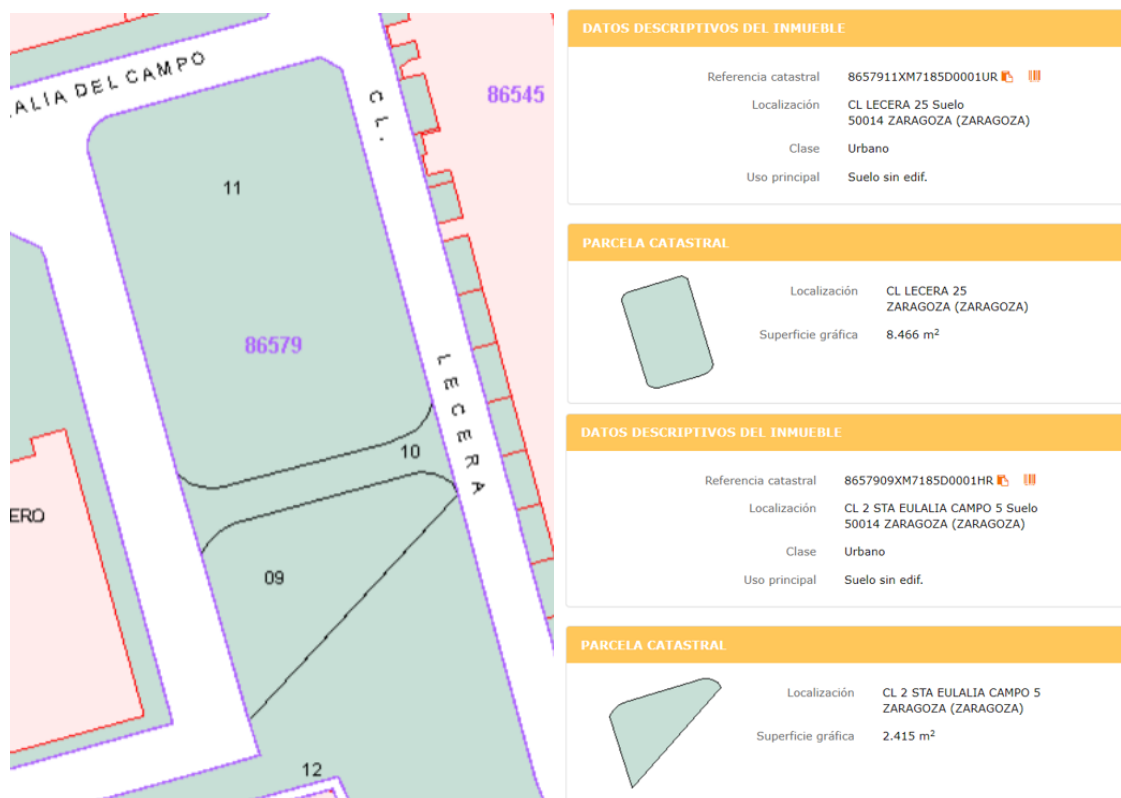 ALIA DEL CAMPO
CL.
LECERA
86545
11
86579
10
ERO
09
12
DATOS DESCRIPTIVOS DEL INMUEBLE
Referencia catastral 8657911XM7185D0001UR
Localización CL LECERA 25 Suelo
50014 ZARAGOZA (ZARAGOZA)
Clase Urbano
Uso principal Suelo sin edif.
PARCELA CATASTRAL
Localización CL LECERA 25
ZARAGOZA (ZARAGOZA)
Superficie gráfica 8.466 m²
DATOS DESCRIPTIVOS DEL INMUEBLE
Referencia catastral 8657909XM7185D0001HR
Localización CL 2 STA EULALIA CAMPO 5 Suelo
50014 ZARAGOZA (ZARAGOZA)
Clase Urbano
Uso principal Suelo sin edif.
PARCELA CATASTRAL
Localización CL 2 STA EULALIA CAMPO 5
ZARAGOZA (ZARAGOZA)
Superficie gráfica 2.415 m²